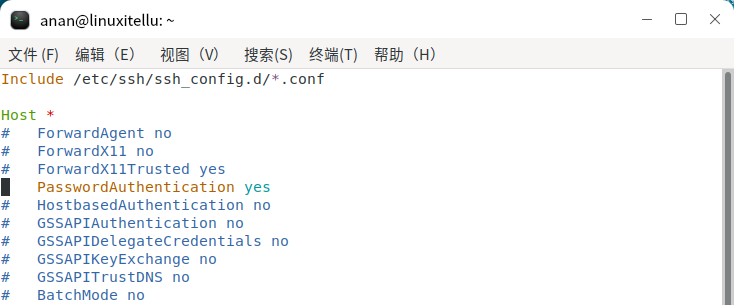 anan@linuxitellu: ~
文件 (F) 编辑（E） 视图（V） 搜索(S) 终端(T) 帮助（H）
Include /etc/ssh/ssh_config.d/*.conf
Host *
#   ForwardAgent no
#   ForwardX11 no
#   ForwardX11Trusted yes
    PasswordAuthentication yes
#   HostbasedAuthentication no
#   GSSAPIAuthentication no
#   GSSAPIDelegateCredentials no
#   GSSAPIKeyExchange no
#   GSSAPITrustDNS no
#   BatchMode no